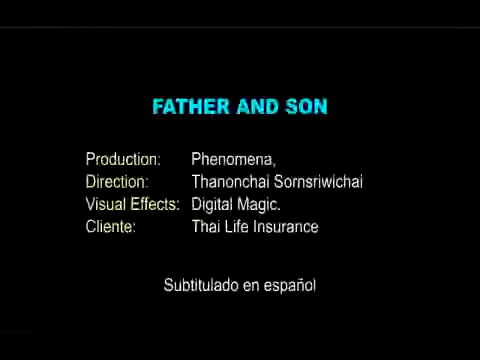 FATHER AND SON
Production: Phenomena,
Direction: Thanonchai Sornsriwichai
Visual Effects: Digital Magic.
Cliente: Thai Life Insurance
Subtitulado en español